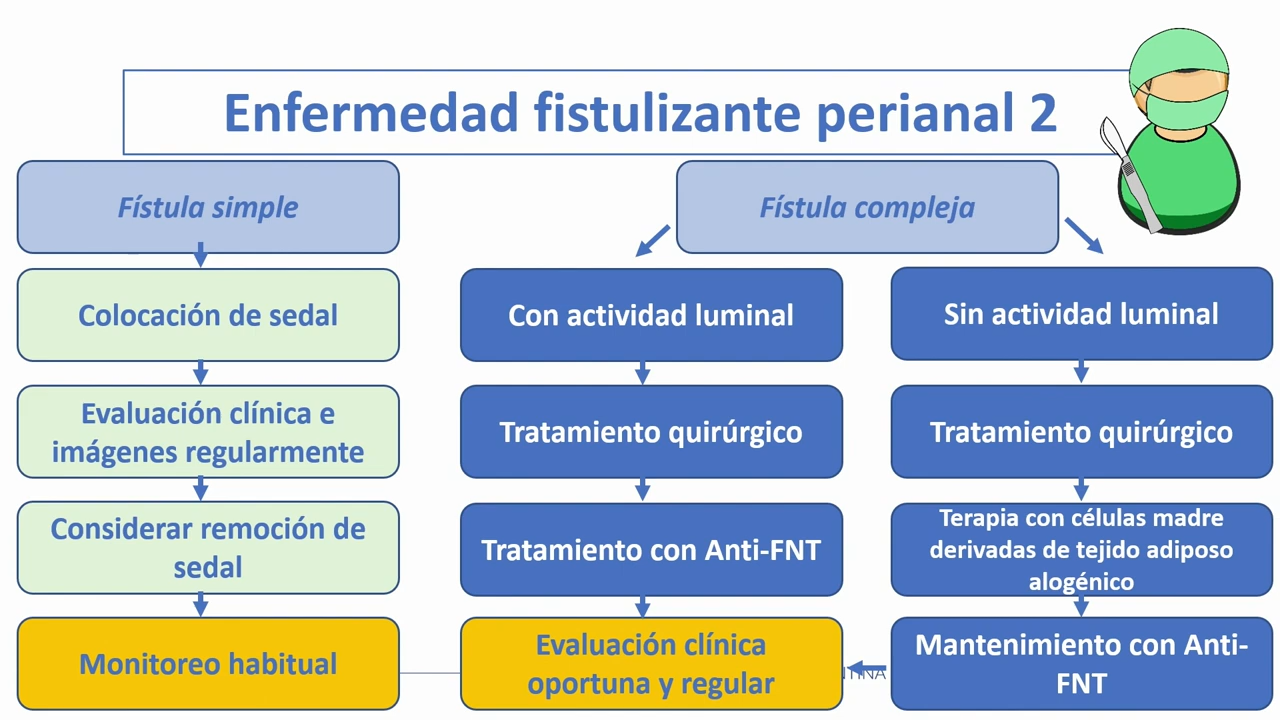 Enfermedad fistulizante perianal 2
Fístula simple
Colocación de sedal
Evaluación clínica e
imágenes regularmente
Considerar remoción de
sedal
Monitoreo habitual
Fístula compleja
Con actividad luminal
Tratamiento quirúrgico
Tratamiento con Anti-FNT
Evaluación clínica
oportuna y regular
Sin actividad luminal
Tratamiento quirúrgico
Terapia con células madre
derivadas de tejido adiposo
alogénico
Mantenimiento con Anti-
FNT